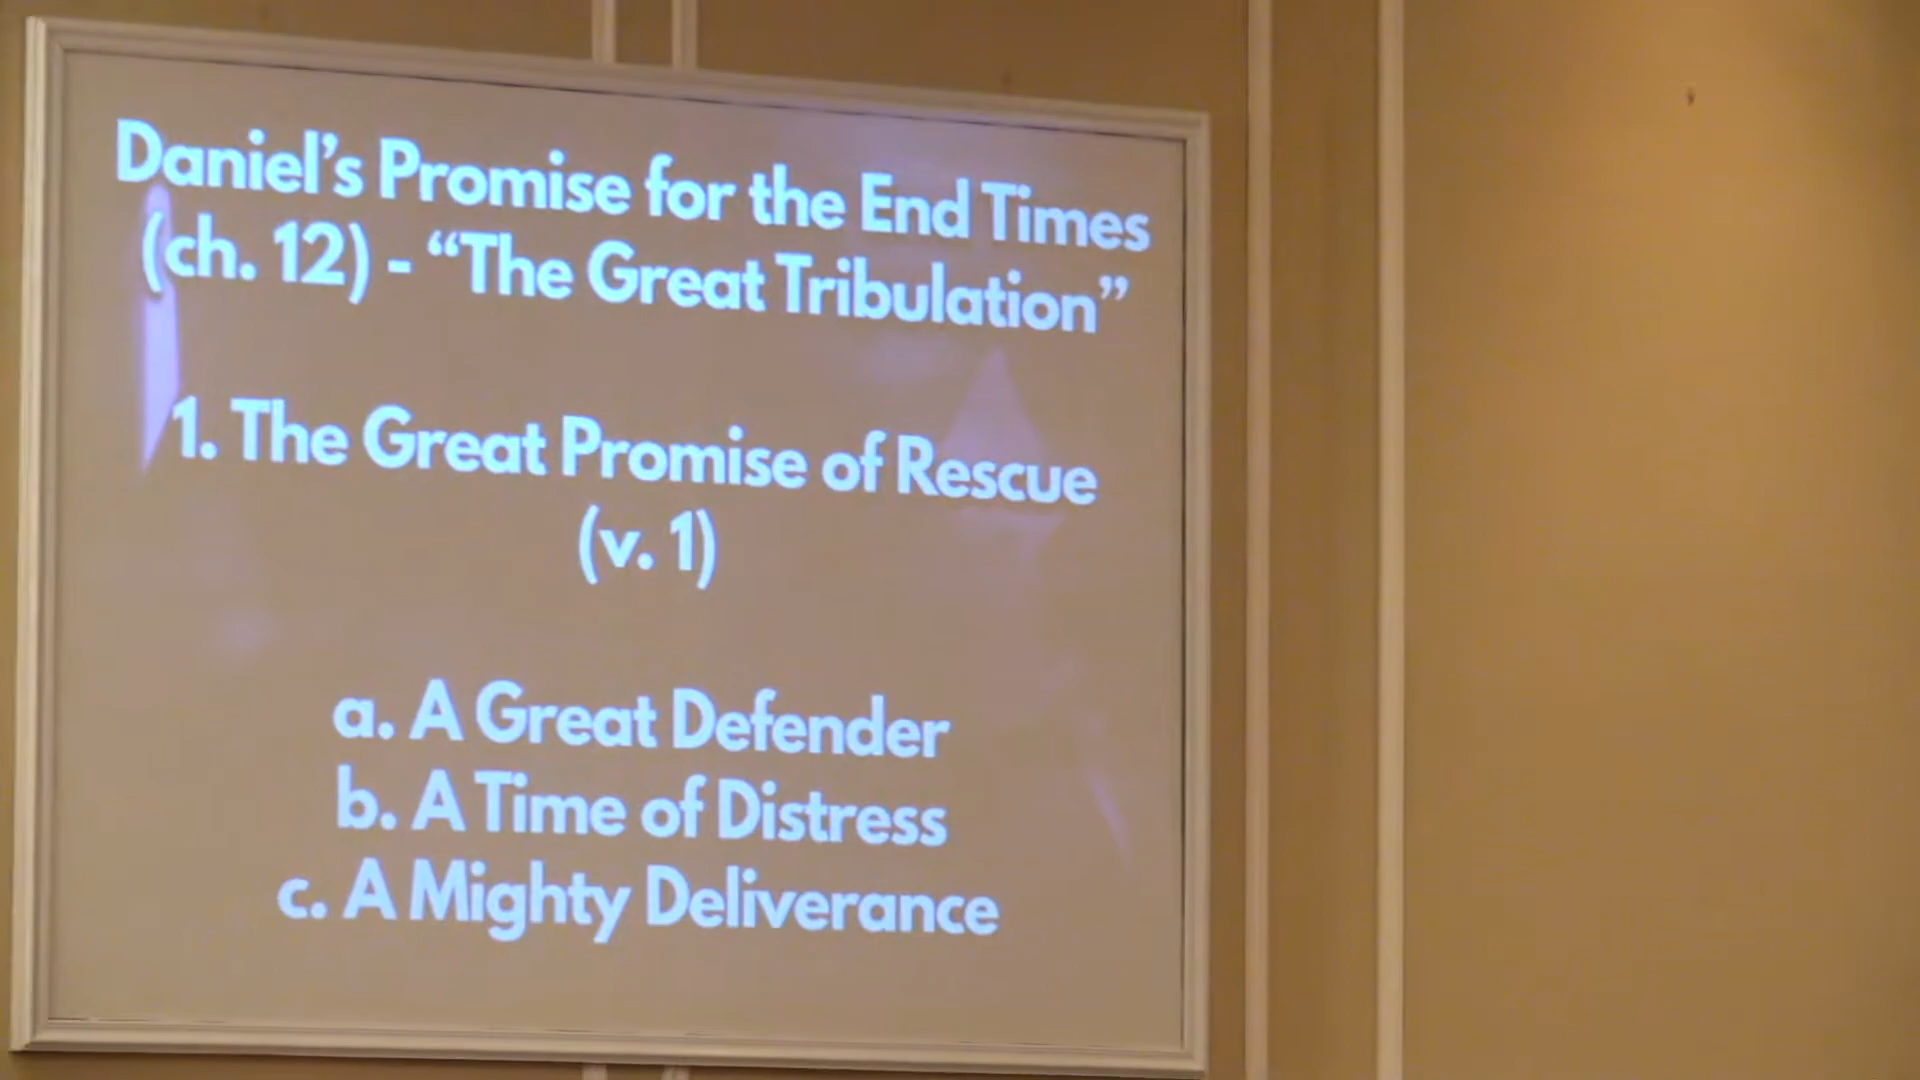 Daniel’s Promise for the End Times
(ch. 12) - “The Great Tribulation”
1. The Great Promise of Rescue
(v. 1)
a. A Great Defender
b. A Time of Distress
c. A Mighty Deliverance